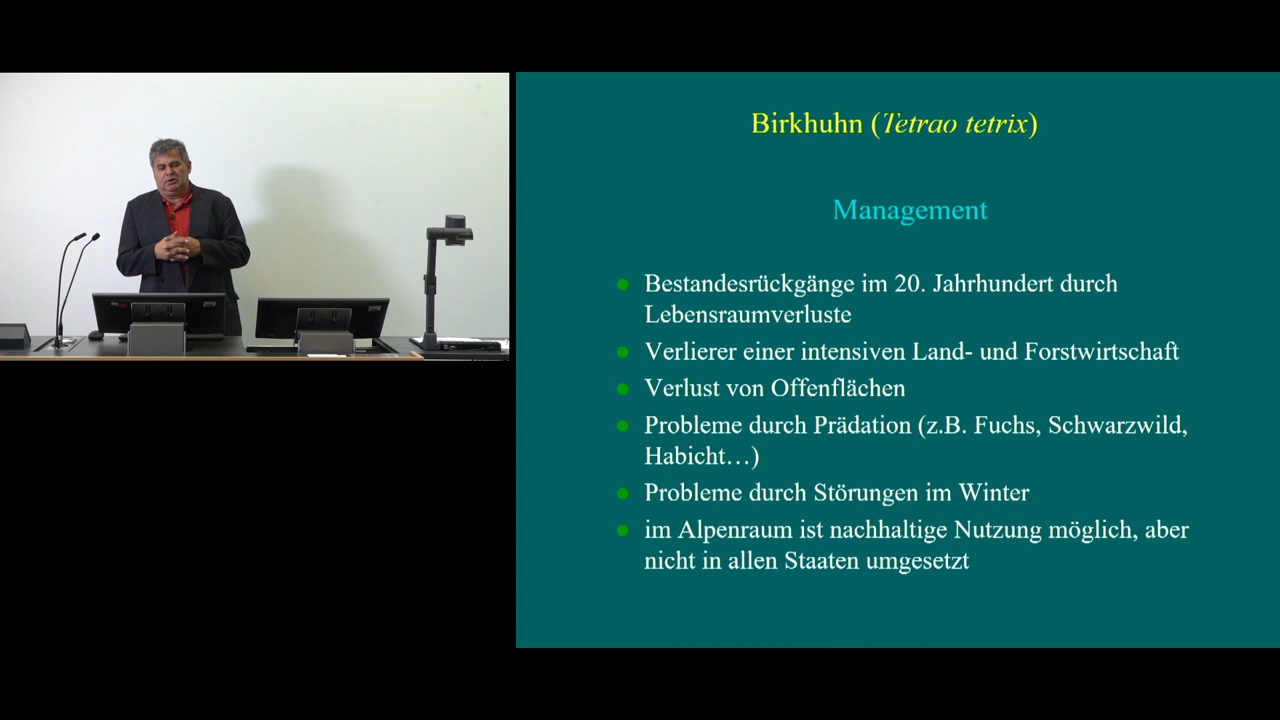 Birkhuhn (Tetrao tetrix)
Management
Bestandesrückgänge im 20. Jahrhundert durch
Lebensraumverluste
Verlierer einer intensiven Land- und Forstwirtschaft
Verlust von Offenflächen
Probleme durch Prädation (z.B. Fuchs, Schwarzwild,
Habicht…)
Probleme durch Störungen im Winter
im Alpenraum ist nachhaltige Nutzung möglich, aber
nicht in allen Staaten umgesetzt